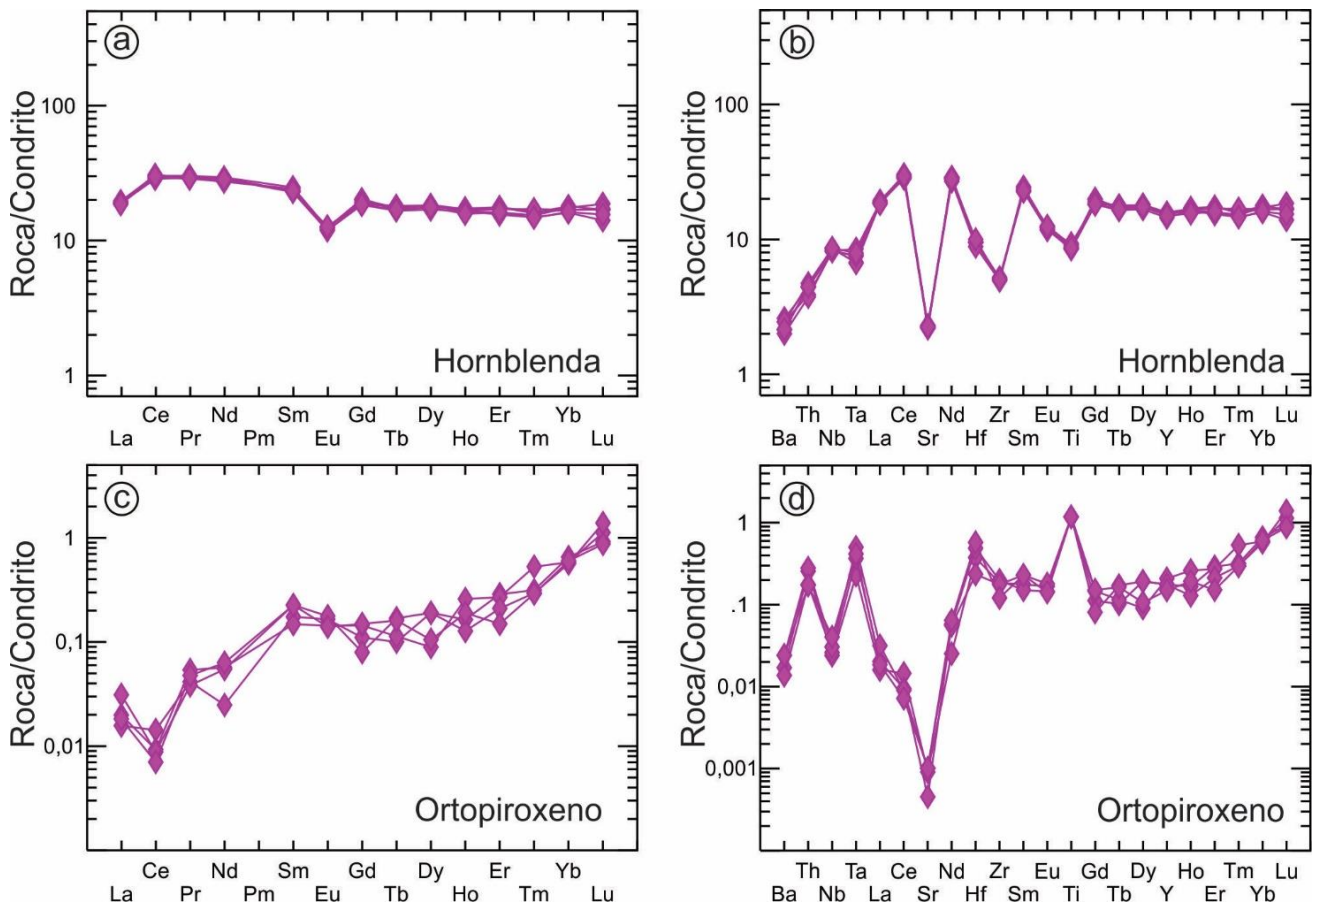 a
Roca/Condrito
100
10
1
Hornblenda
Ce Nd Sm Gd Dy Er Yb
La Pr Pm Eu Tb Ho Tm Lu
b
Roca/Condrito
100
10
1
Hornblenda
Th Ta Ce Nd Zr Eu Gd Dy Ho Tm Lu
Ba Nb La Sr Hf Sm Ti Tb Y Er Yb
c
Roca/Condrito
1
0,1
0,01
Ortopiroxeno
Ce Nd Sm Gd Dy Er Yb
La Pr Pm Eu Tb Ho Tm Lu
d
Roca/Condrito
1
.1
0,01
0,001
Ortopiroxeno
Th Ta Ce Nd Zr Eu Gd Dy Ho Tm Lu
Ba Nb La Sr Hf Sm Ti Tb Y Er Yb